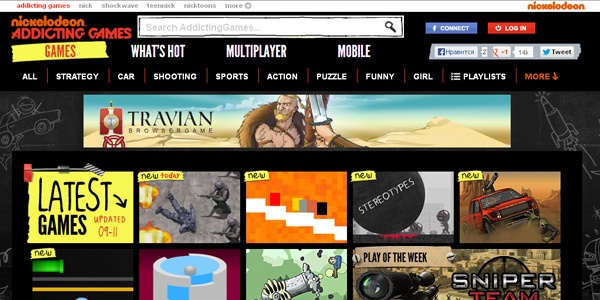 addicting games nick shockwave teennick nicktoons more
nickelodeon
nickelodeon
ADDICTING GAMES
Search AddictingGames...
CONNECT
LOG IN
GAMES WHAT'S HOT MULTIPLAYER MOBILE
Нравится +1 14k Tweet
ALL STRATEGY CAR SHOOTING SPORTS ACTION PUZZLE FUNNY GIRL PLAYLISTS MORE
TRAVIAN
BROWSERGAME
LATEST
GAMES
UPDATED
09-11
new today
new
new
STEREOTYPES
new
new
PLAY OF THE WEEK
SNIPER
TEAM